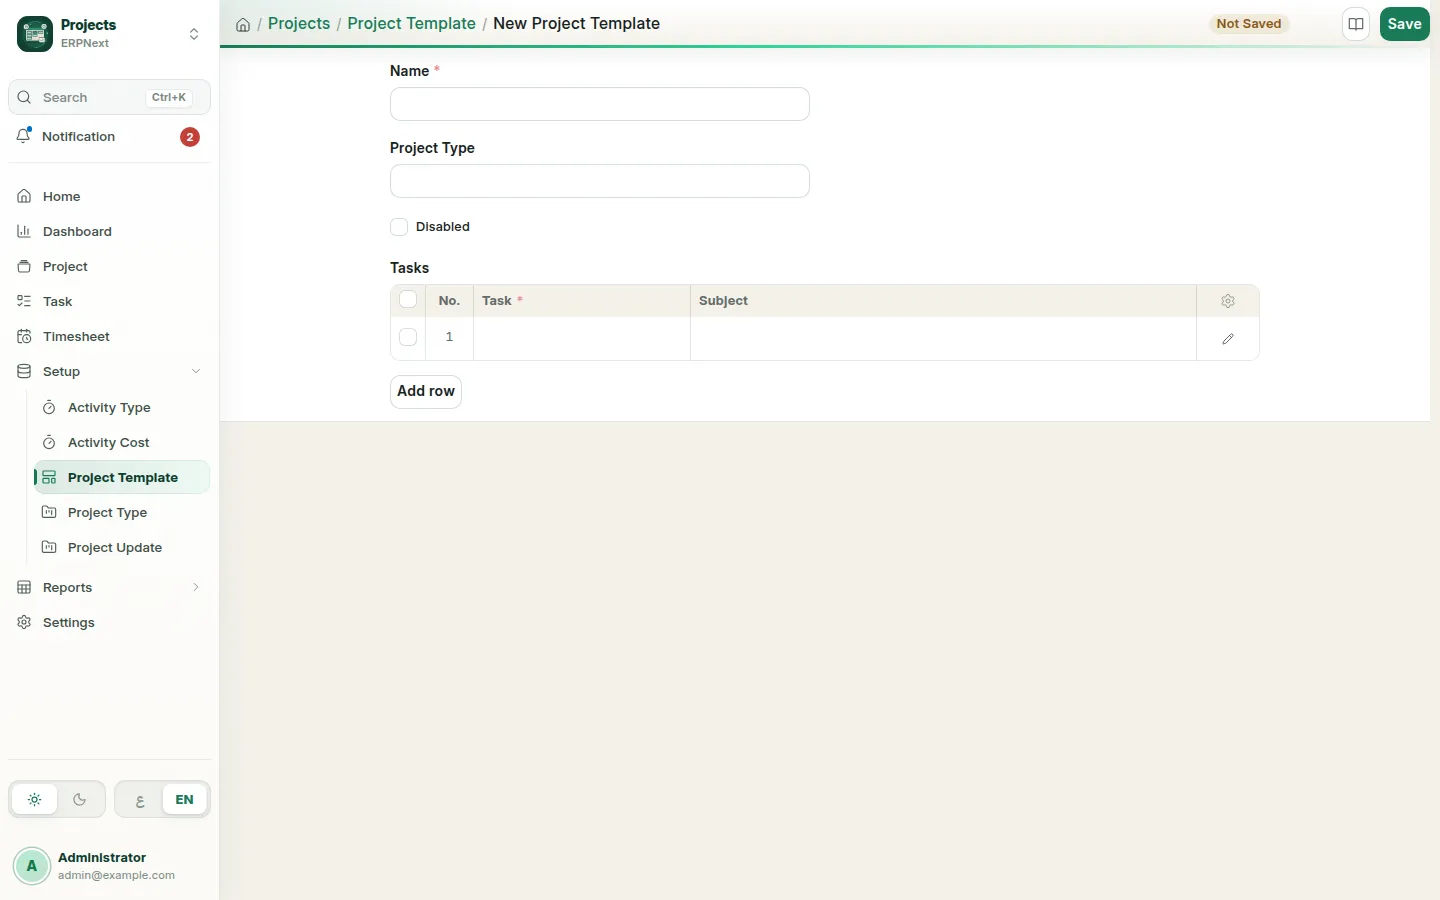 Projects
ERPNext
Search Ctrl+K
Notification 2
Home
Dashboard
Project
Task
Timesheet
Setup
Activity Type
Activity Cost
Project Template
Project Type
Project Update
Reports
Settings
ع EN
A
Administrator
admin@example.com
/ Projects / Project Template / New Project Template
Not Saved
Save
Name *
Project Type
Disabled
Tasks
No. Task * Subject
1
Add row